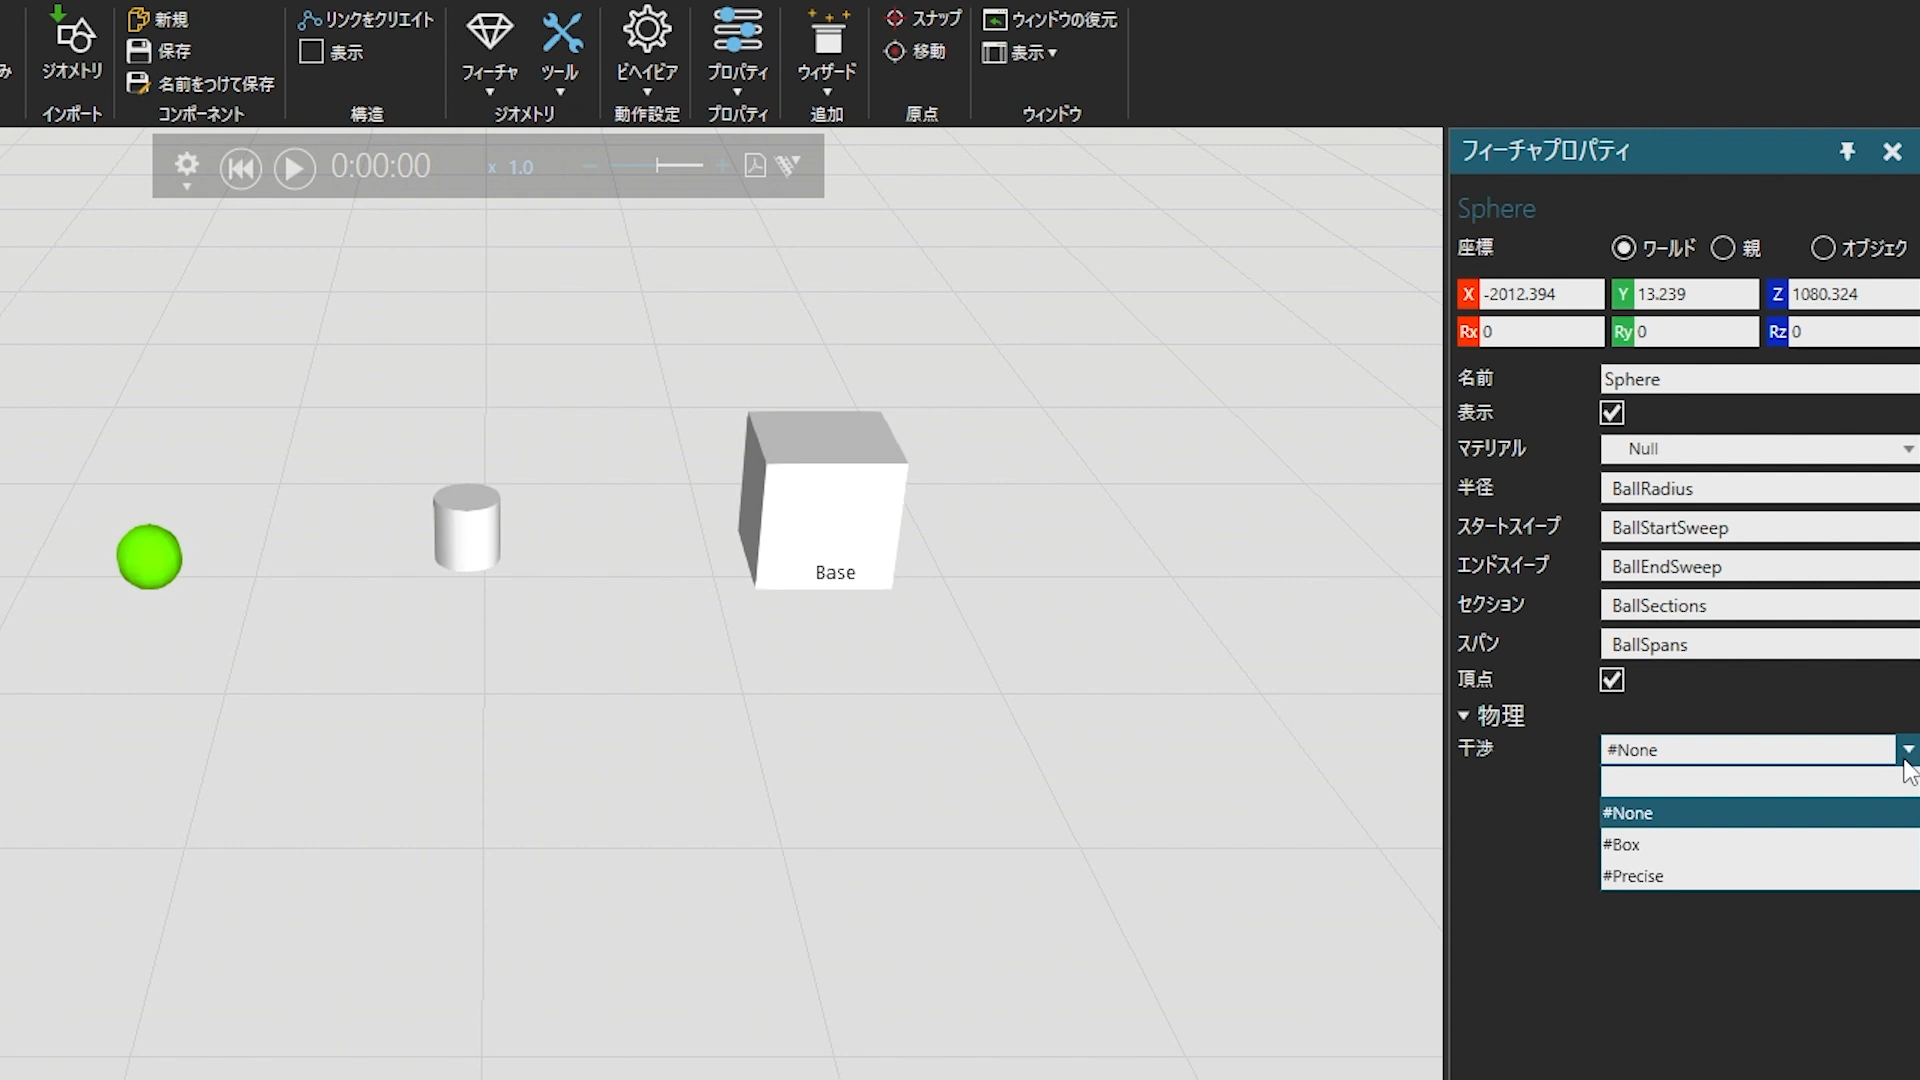 み
ジオメトリ
インポート
新規
保存
名前をつけて保存
コンポーネント
リンクをクリエイト
表示
構造
フィーチャ
ツール
ジオメトリ
ビヘイビア
動作設定
プロパティ
プロパティ
ウィザード
追加
スナップ
移動
原点
ウィンドウの復元
表示
ウィンドウ
0:00:00
x 1.0
Base
フィーチャプロパティ
Sphere
座標 ワールド 親 オブジェク
X -2012.394 Y 13.239 Z 1080.324
Rx 0 Ry 0 Rz 0
名前 Sphere
表示
マテリアル Null
半径 BallRadius
スタートスイープ BallStartSweep
エンドスイープ BallEndSweep
セクション BallSections
スパン BallSpans
頂点
物理
干渉 #None
#None
#Box
#Precise